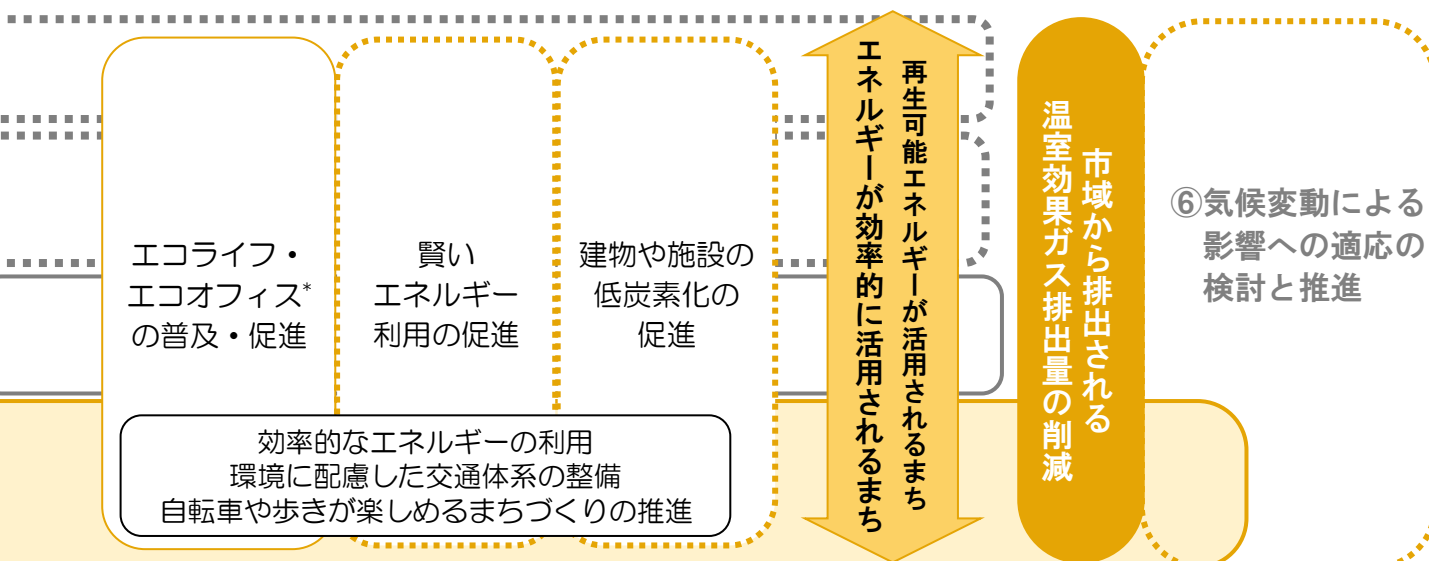 エコライフ・
エコオフィス*
の普及・促進
賢い
エネルギー
利用の促進
建物や施設の
低炭素化の
促進
効率的なエネルギーの利用
環境に配慮した交通体系の整備
自転車や歩きが楽しめるまちづくりの推進
再生可能エネルギーが活用されるまち
エネルギーが効率的に活用されるまち
市域から排出される
温室効果ガス排出量の削減
⑥気候変動による
影響への適応の
検討と推進